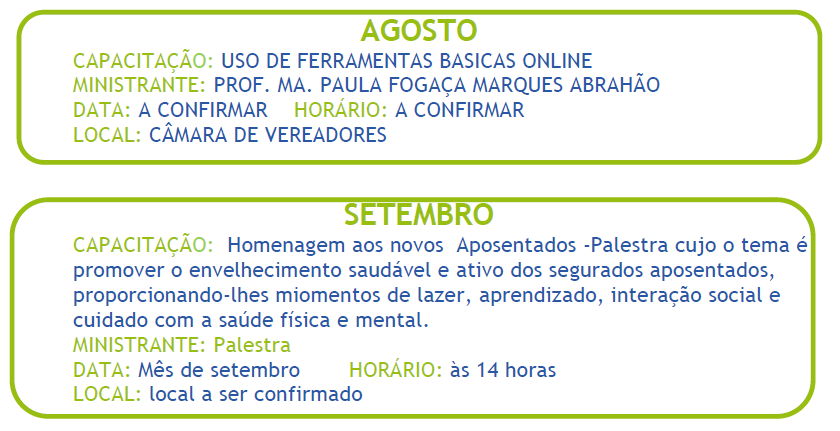 AGOSTO
CAPACITAÇÃO: USO DE FERRAMENTAS BASICAS ONLINE
MINISTRANTE: PROF. MA. PAULA FOGAÇA MARQUES ABRAHÃO
DATA: A CONFIRMAR HORÁRIO: A CONFIRMAR
LOCAL: CÂMARA DE VEREADORES
SETEMBRO
CAPACITAÇÃO: Homenagem aos novos Aposentados -Palestra cujo o tema é
promover o envelhecimento saudável e ativo dos segurados aposentados,
proporcionando-lhes miomentos de lazer, aprendizado, interação social e
cuidado com a saúde física e mental.
MINISTRANTE: Palestra
DATA: Mês de setembro HORÁRIO: às 14 horas
LOCAL: local a ser confirmado